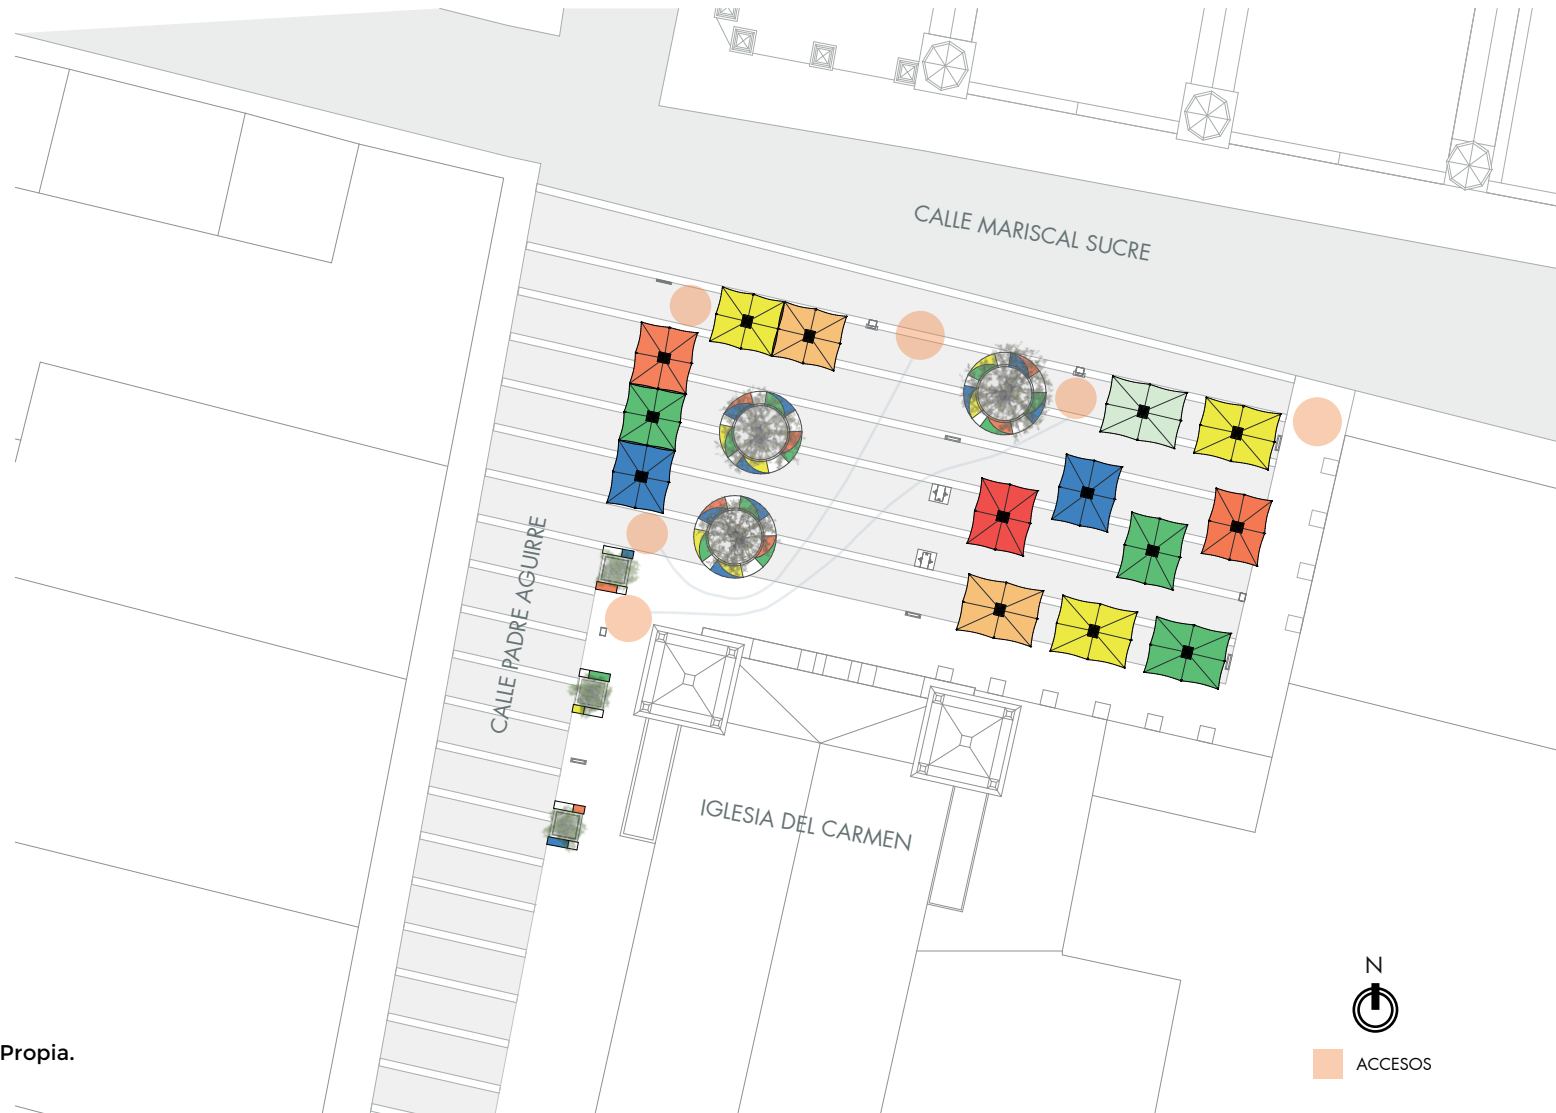 CALLE MARISCAL SUCRE
CALLE PADRE AGUIRRE
IGLESIA DEL CARMEN
N
Propia.
ACCESOS